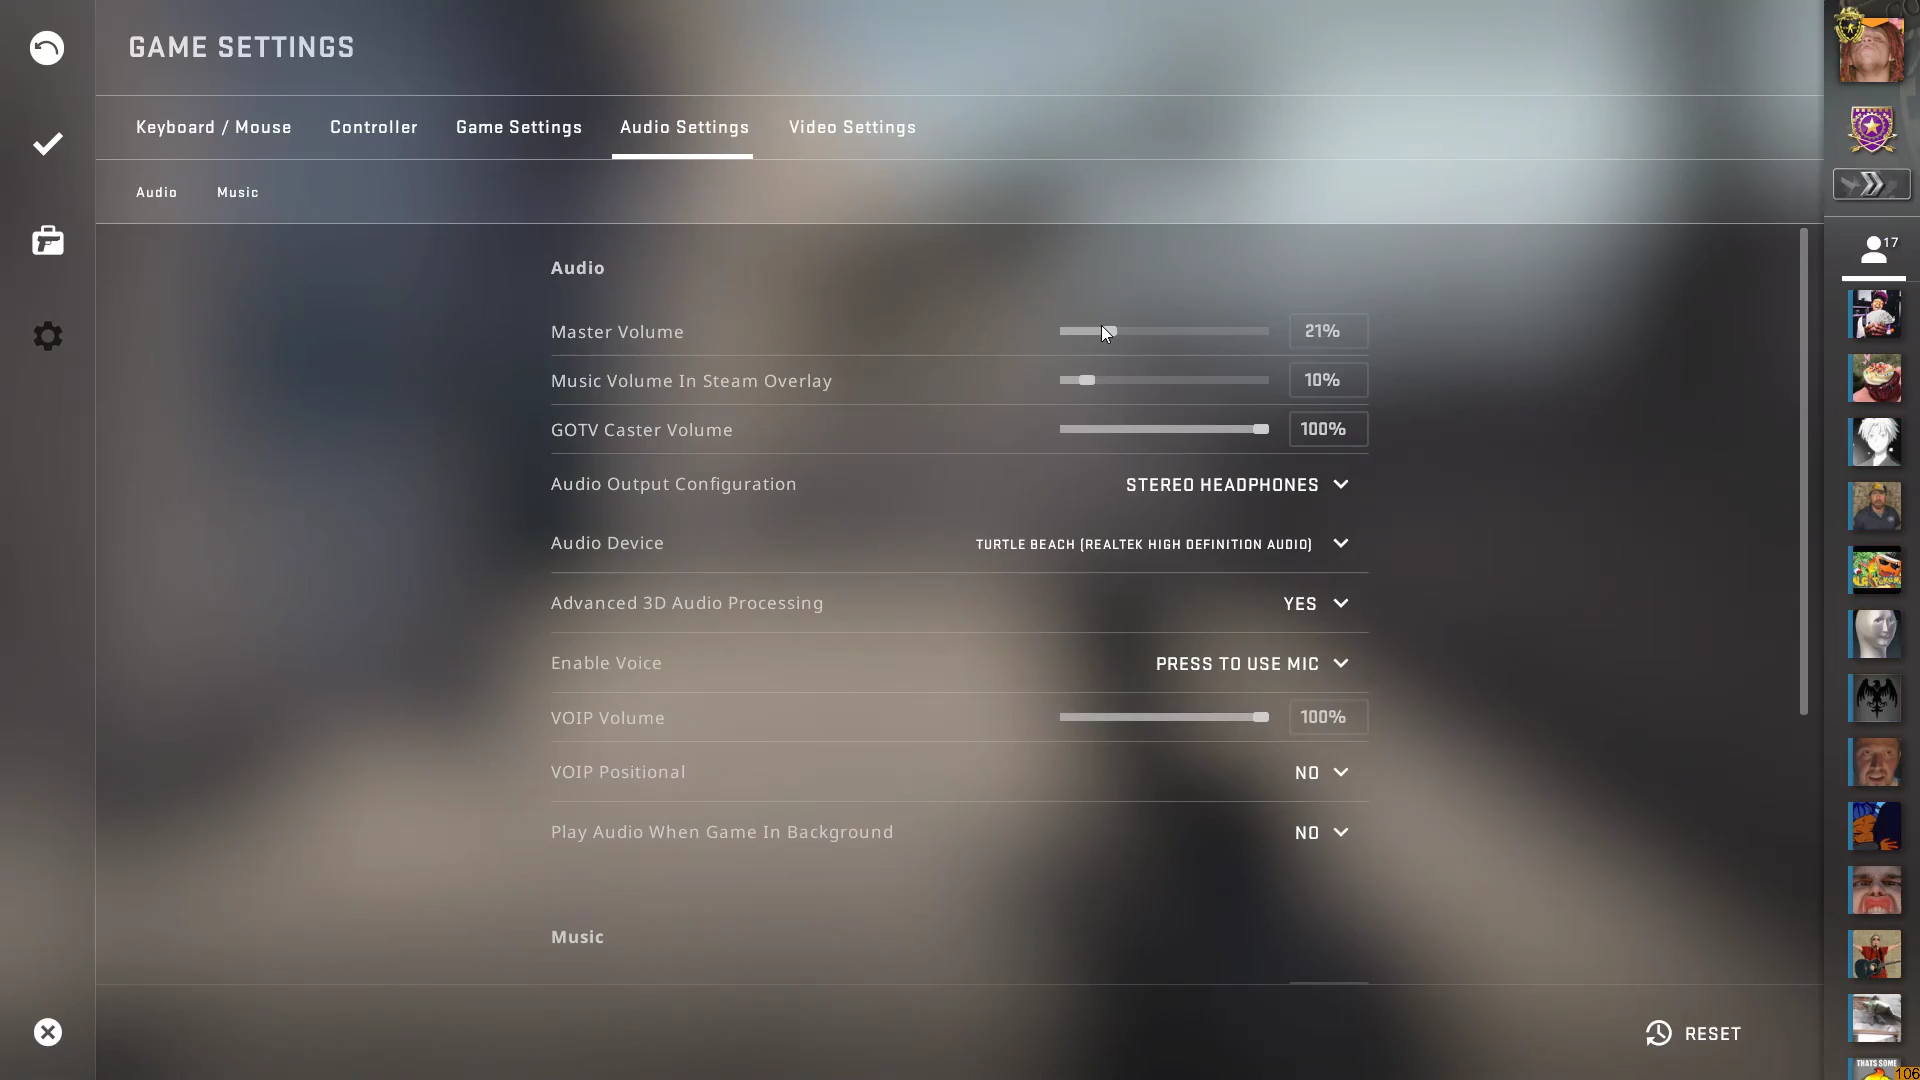 GAME SETTINGS
Keyboard / Mouse
Controller
Game Settings
Audio Settings
Video Settings
Audio
Music
17
Audio
Master Volume
21%
Music Volume In Steam Overlay
10%
GOTV Caster Volume
100%
Audio Output Configuration
STEREO HEADPHONES
Audio Device
TURTLE BEACH (REALTEK HIGH DEFINITION AUDIO)
Advanced 3D Audio Processing
YES
Enable Voice
PRESS TO USE MIC
VOIP Volume
100%
VOIP Positional
NO
Play Audio When Game In Background
NO
Music
RESET
THATS SOME
106